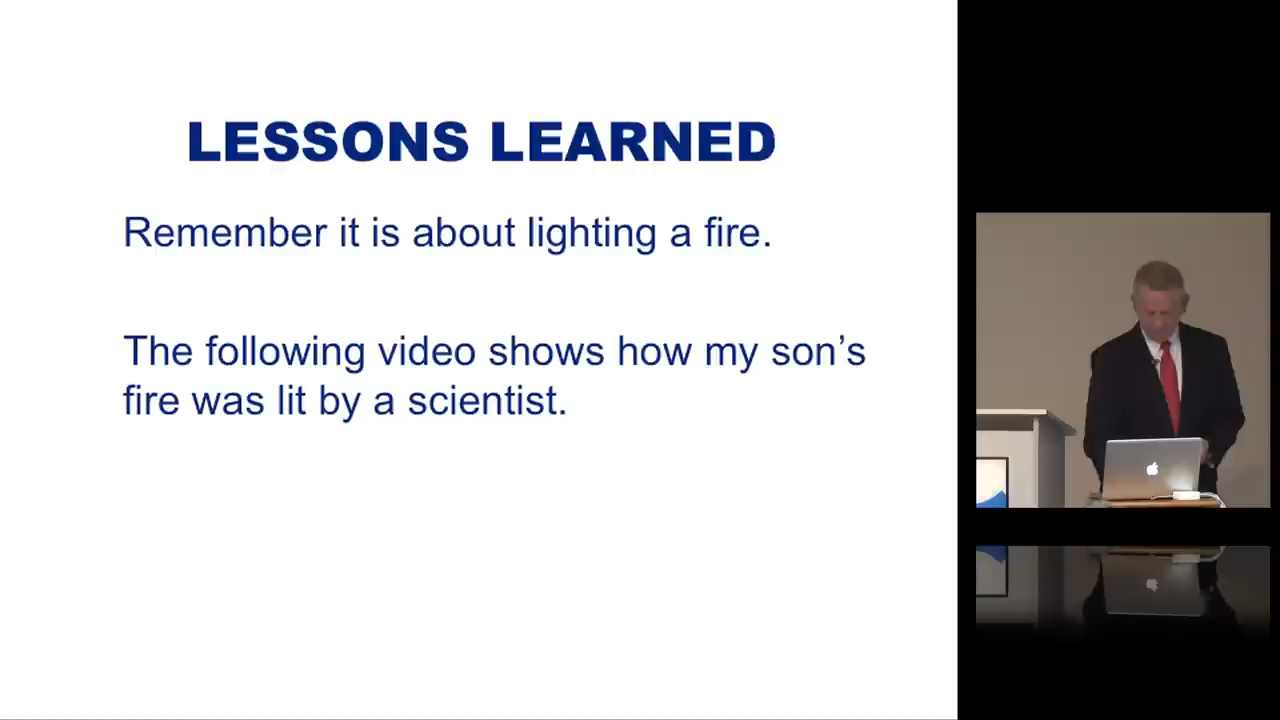 LESSONS LEARNED
Remember it is about lighting a fire.
The following video shows how my son’s
fire was lit by a scientist.